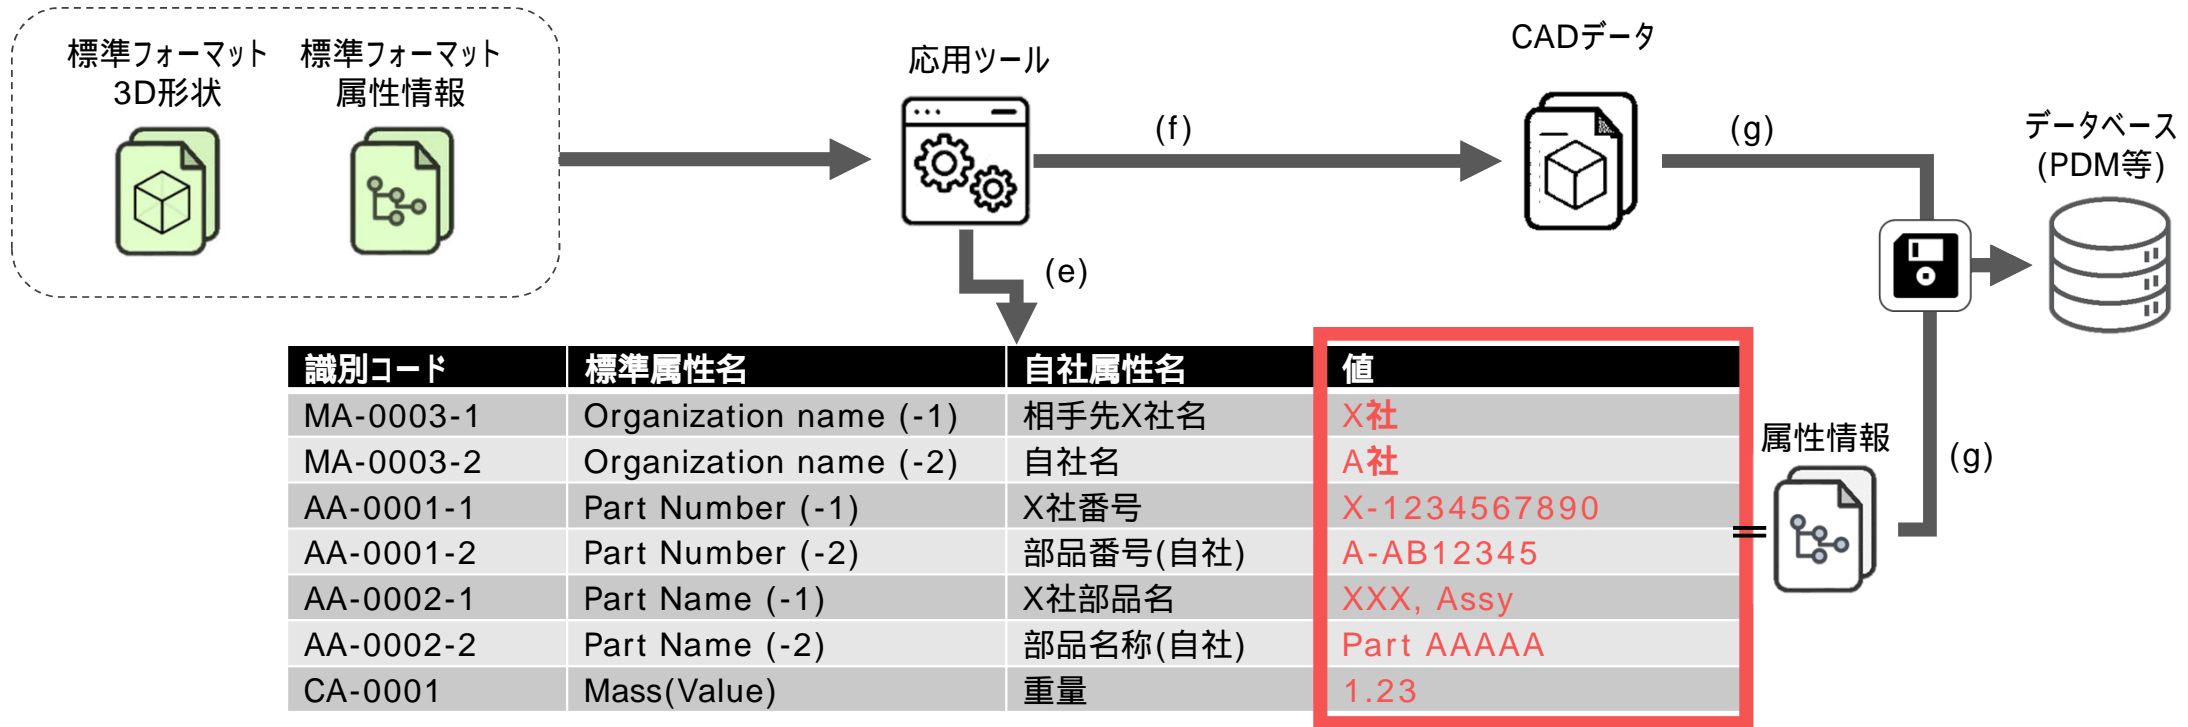 標準フォーマット
3D形状
標準フォーマット
属性情報
応用ツール
CADデータ
データベース
(PDM等)
(f)
(g)
(e)
識別コード 標準属性名 自社属性名 値
MA-0003-1 Organization name (-1) 相手先X社名 X社
MA-0003-2 Organization name (-2) 自社名 A社
AA-0001-1 Part Number (-1) X社番号 X-1234567890
AA-0001-2 Part Number (-2) 部品番号(自社) A-AB12345
AA-0002-1 Part Name (-1) X社部品名 XXX, Assy
AA-0002-2 Part Name (-2) 部品名称(自社) Part AAAAA
CA-0001 Mass(Value) 重量 1.23
=
属性情報
(g)